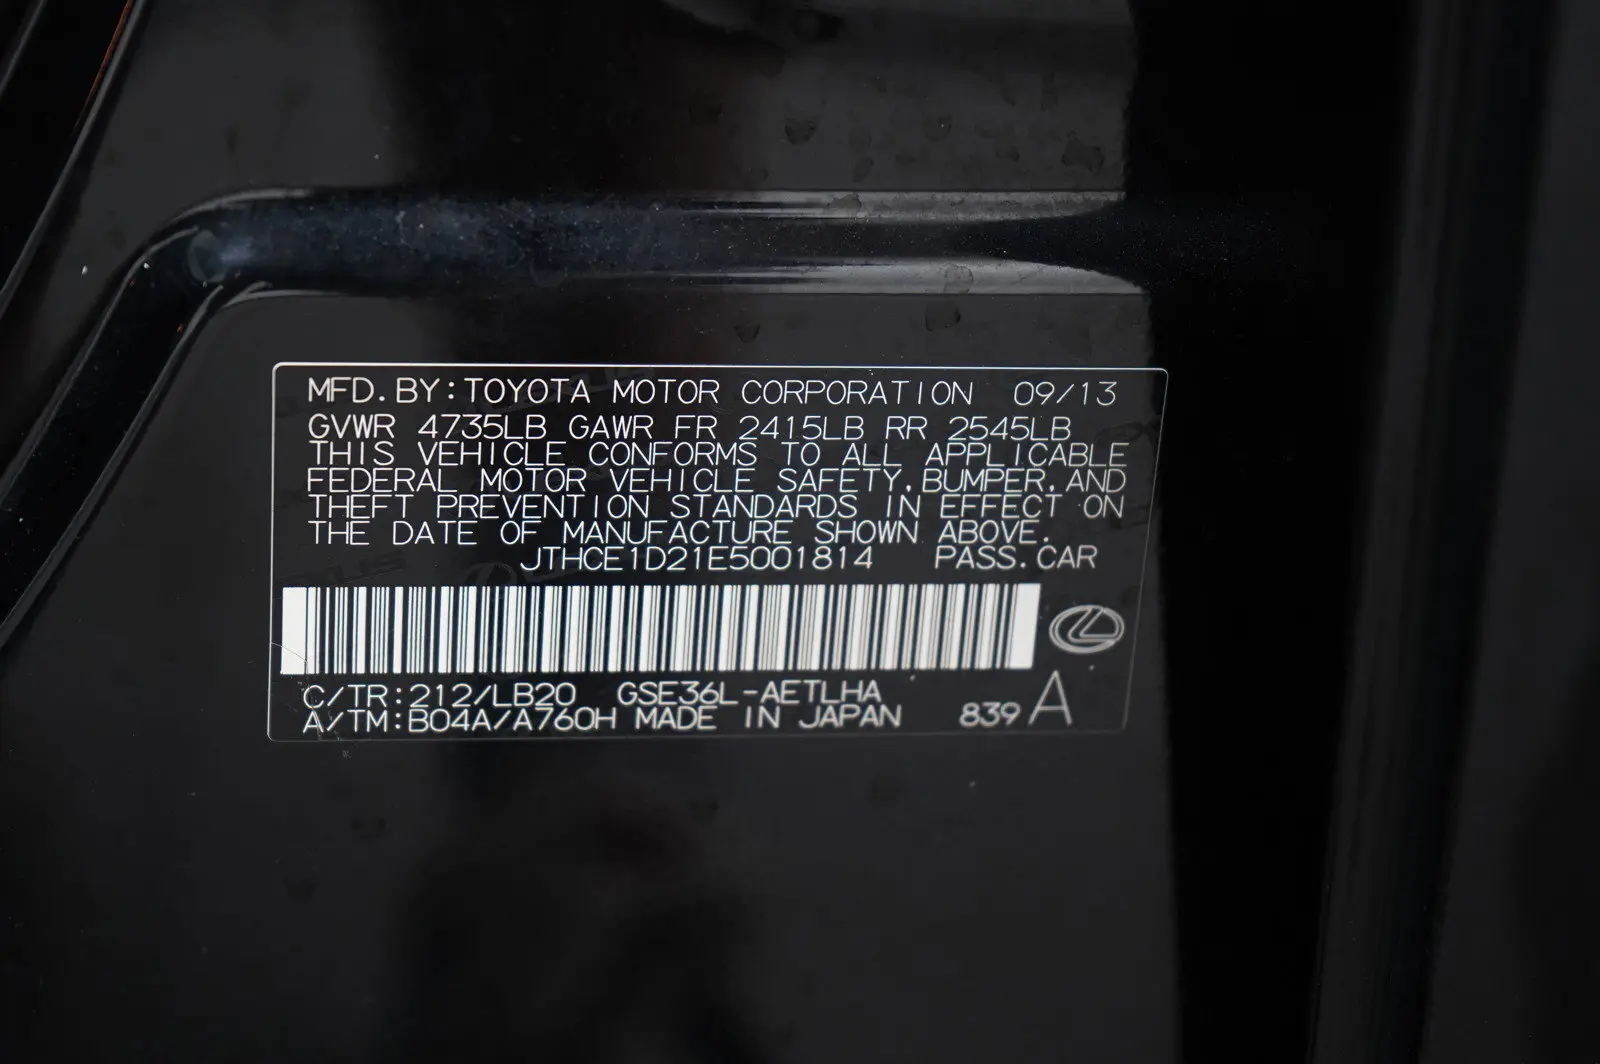 MFD. BY: TOYOTA MOTOR CORPORATION 09/13
GVWR 4735LB GAWR FR 2415LB RR 2545LB
THIS VEHICLE CONFORMS TO ALL APPLICABLE
FEDERAL MOTOR VEHICLE SAFETY, BUMPER, AND
THEFT PREVENTION STANDARDS IN EFFECT ON
THE DATE OF MANUFACTURE SHOWN ABOVE.
JTHCE1D21E5001814 PASS. CAR
C/TR: 212/LB20 GSE36L-AETLHA
A/TM: B04A/A760H MADE IN JAPAN 839 A